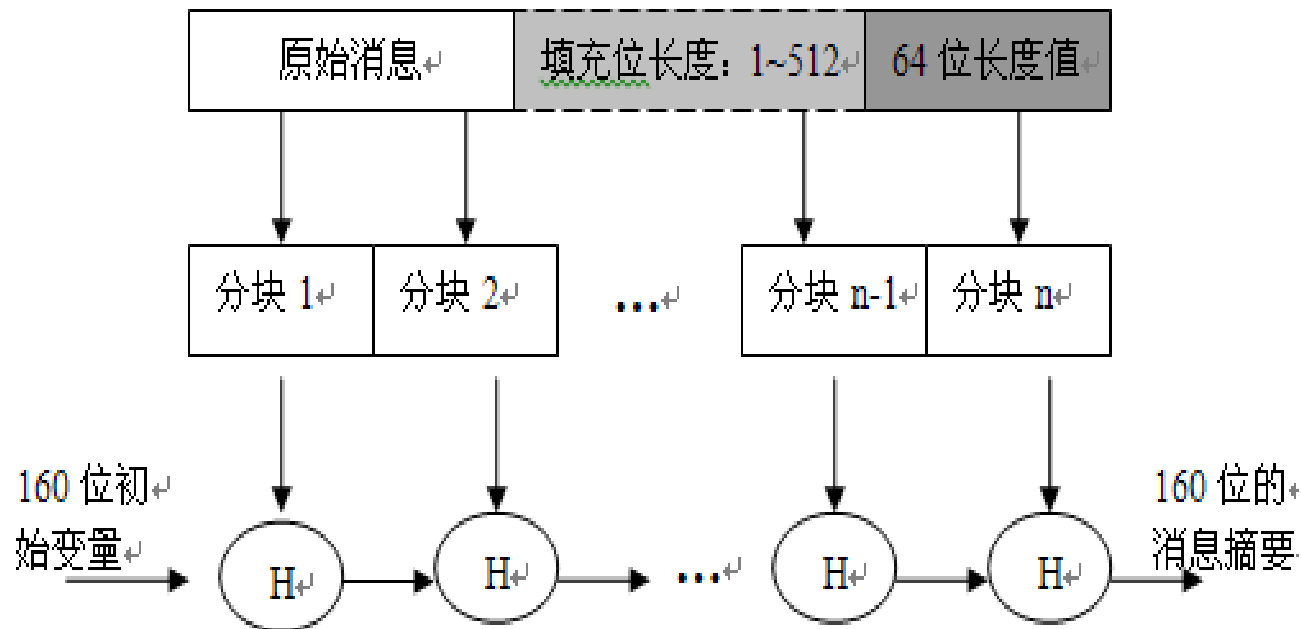 原始消息↵ 填充位长度：1~512↵ 64 位长度值↵
分块 1↵ 分块 2↵ ...↵ 分块 n-1↵ 分块 n↵
160 位初↵
始变量↵
H↵ H↵ ...↵ H↵ H↵
160 位的↵
消息摘要